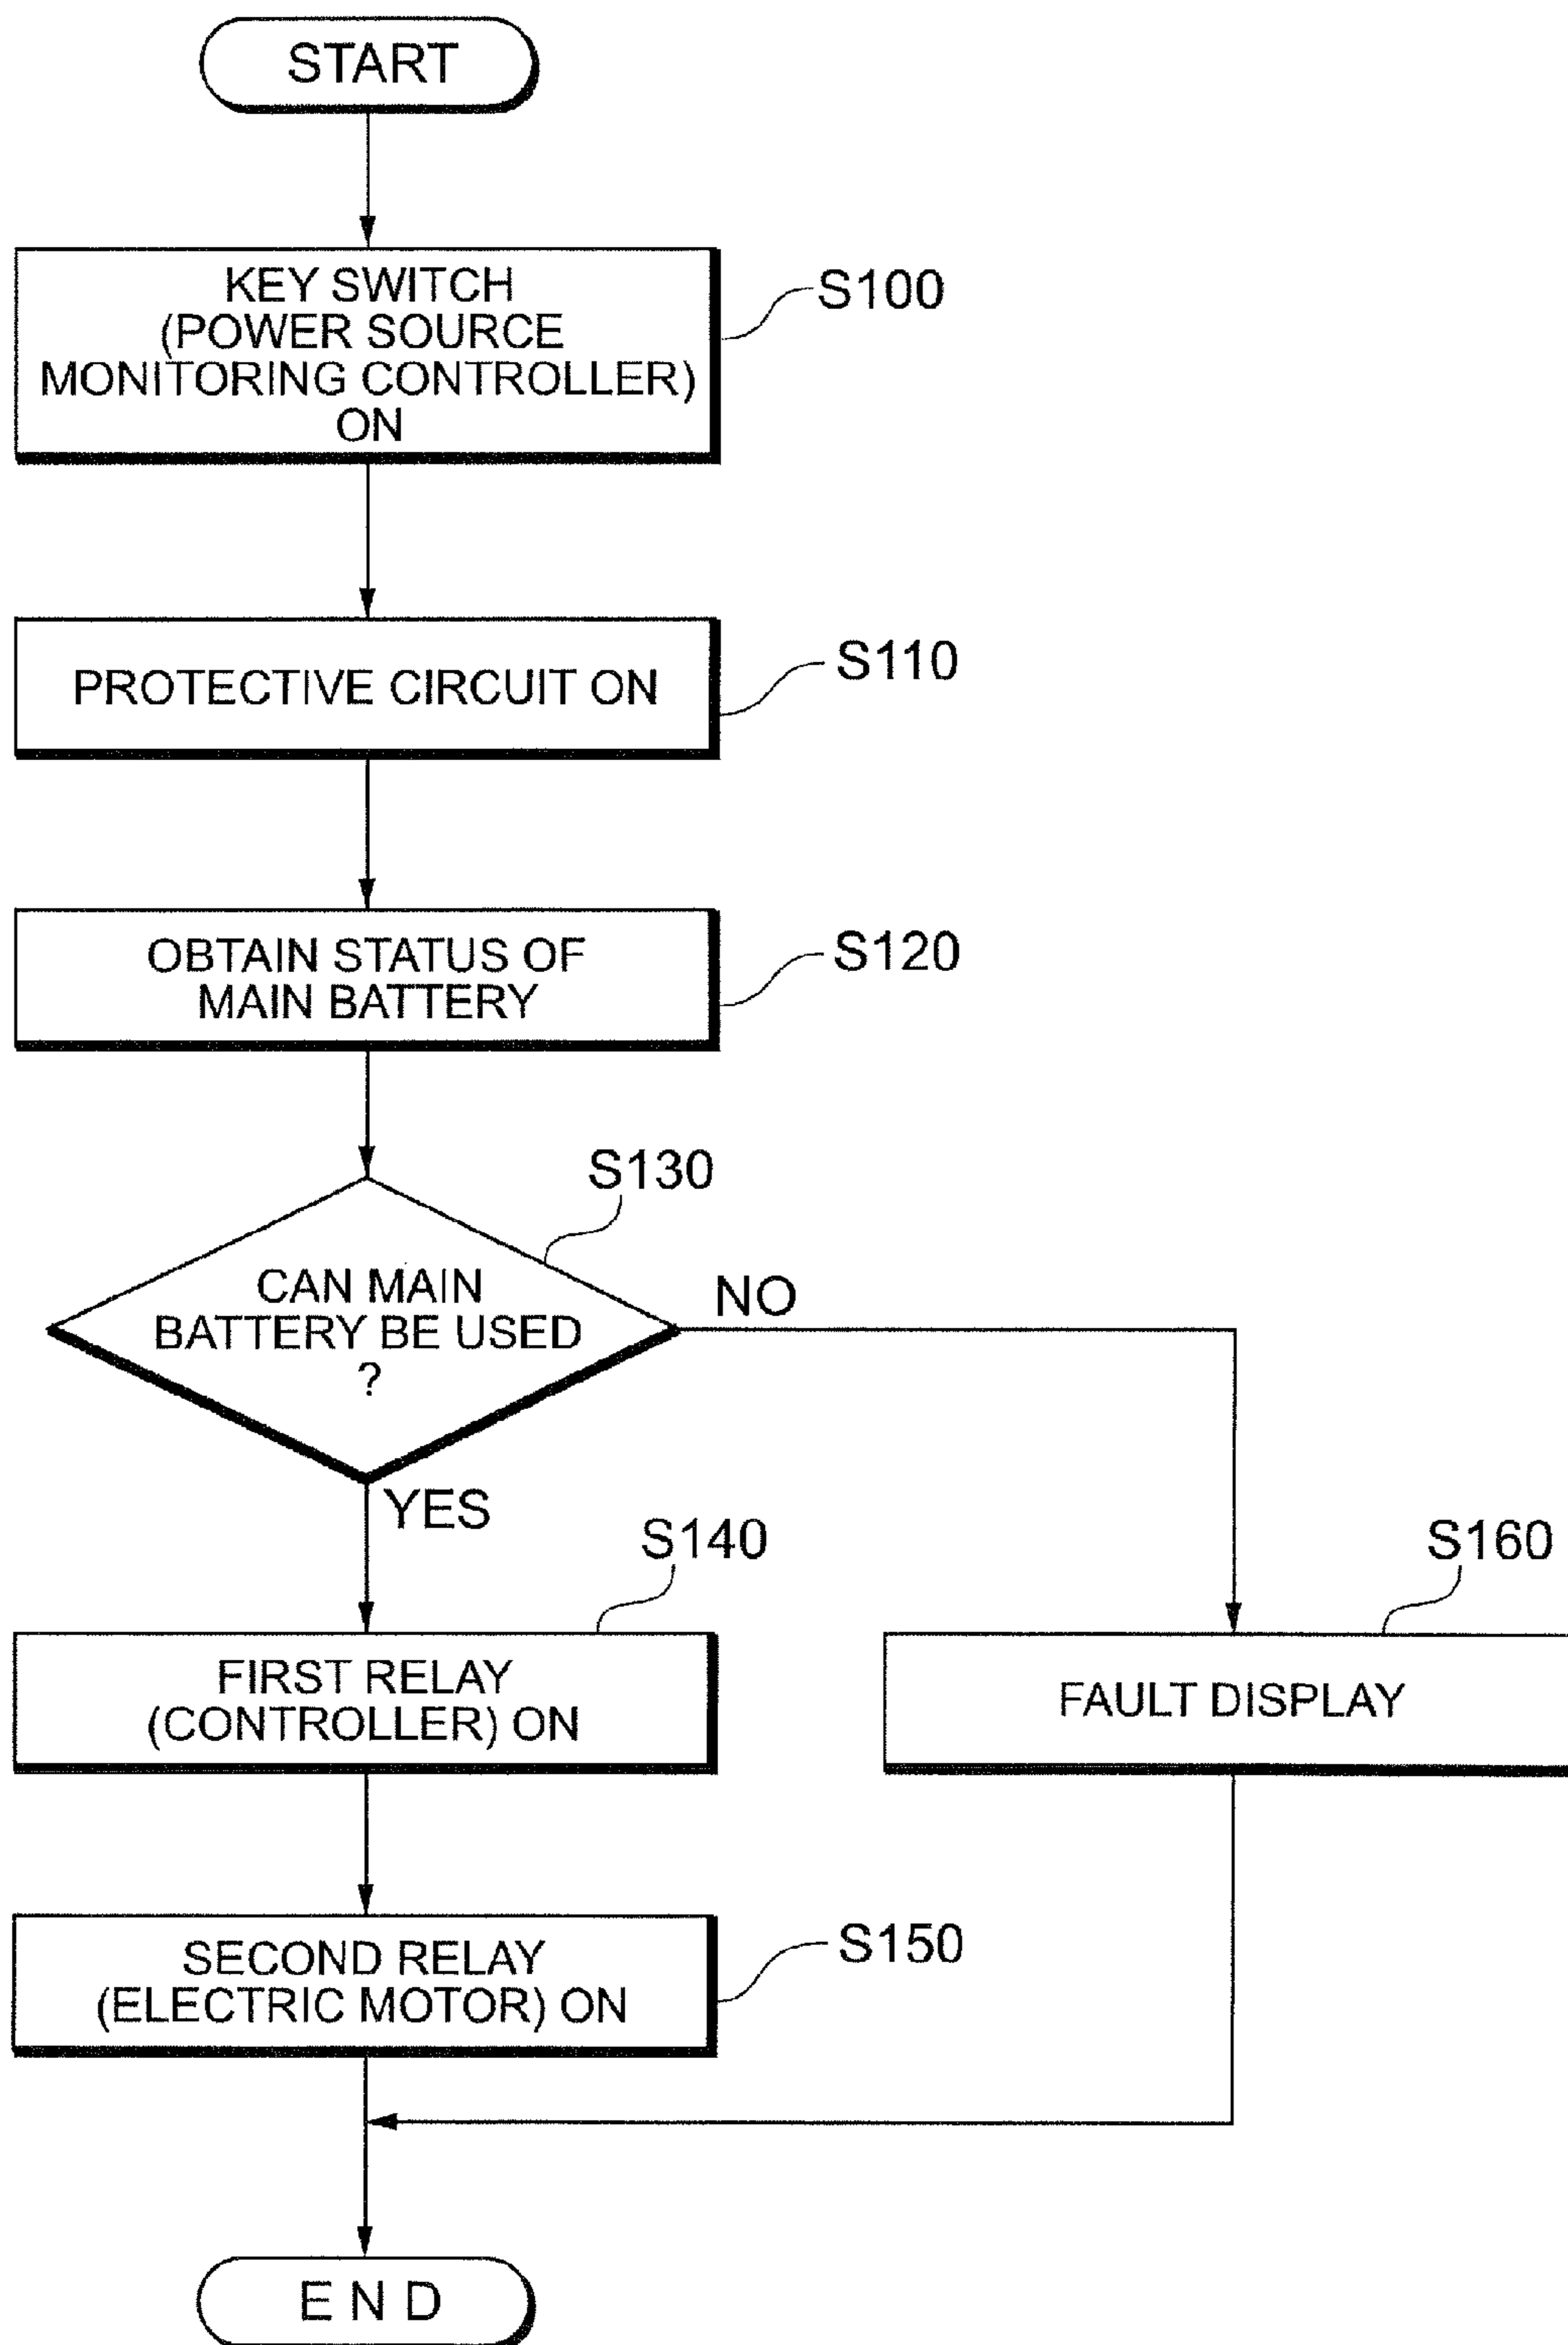 START
KEY SWITCH
(POWER SOURCE
MONITORING CONTROLLER)
ON
S100
PROTECTIVE CIRCUIT ON
S110
OBTAIN STATUS OF
MAIN BATTERY
S120
S130
CAN MAIN
BATTERY BE USED
?
NO
YES
S140
FIRST RELAY
(CONTROLLER) ON
S160
FAULT DISPLAY
SECOND RELAY
(ELECTRIC MOTOR) ON
S150
END